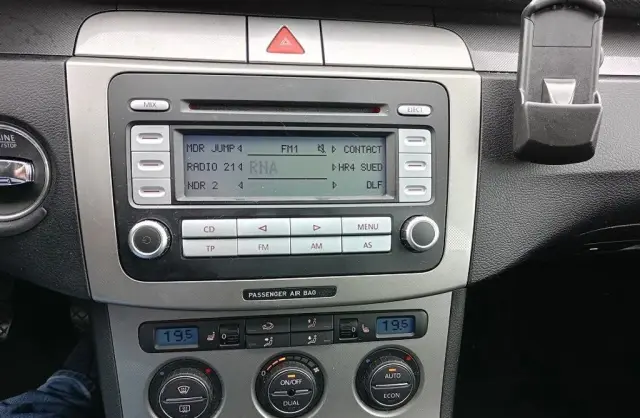 MIX
EJECT
MDR JUMP FM1 CONTACT
RADIO 21 RNA HR4 SUED
NDR 2 DLF
CD MENU
TP FM AM AS
PASSENGER AIR BAG
19.5 19.5
ON/OFF
DUAL
AUTO
ECON